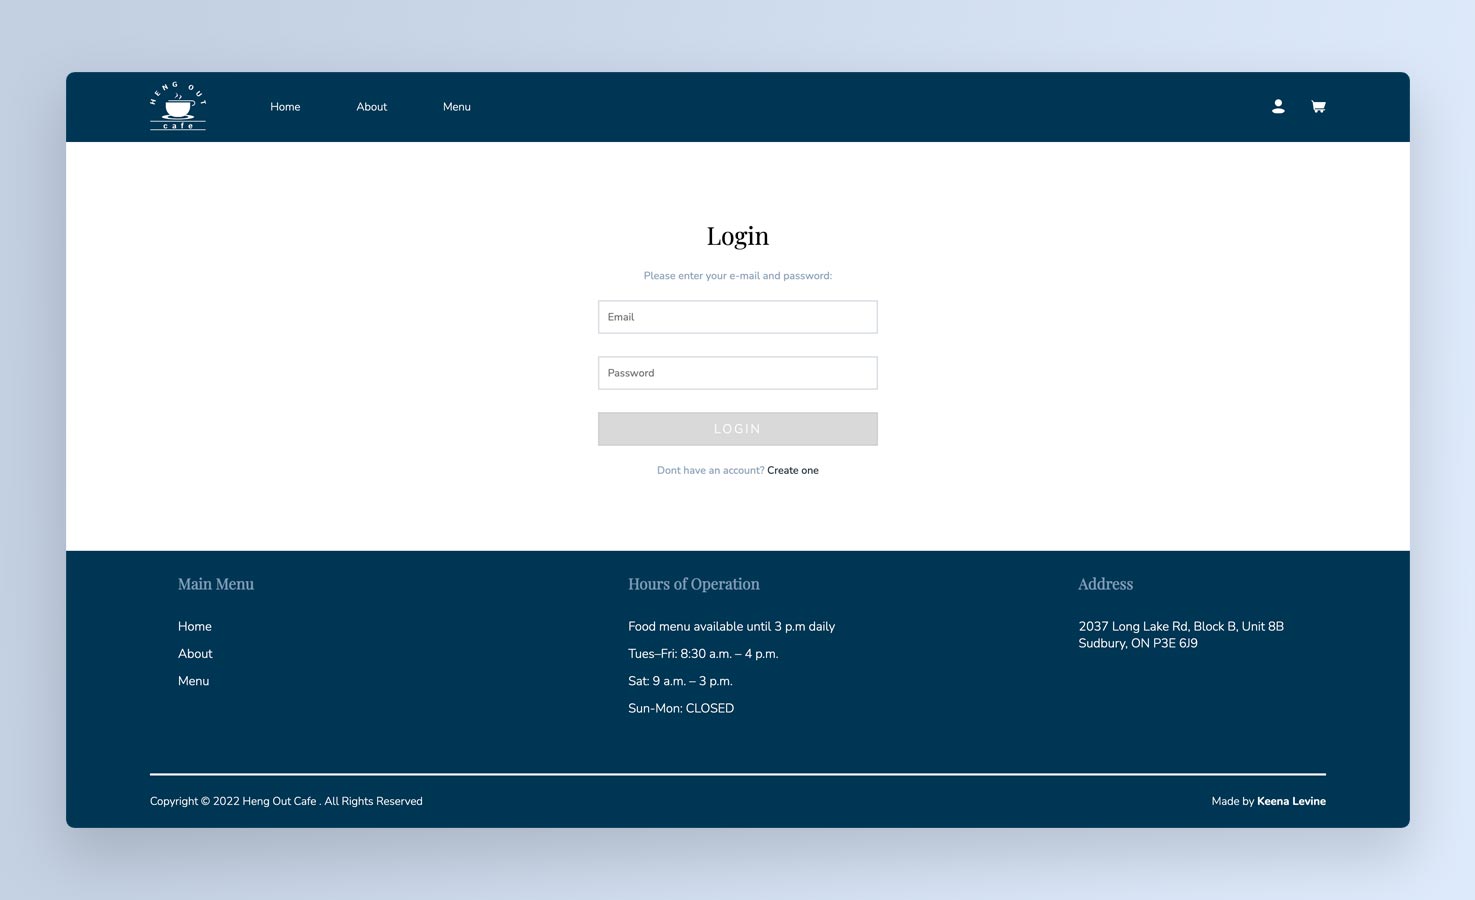 HENG OUT
cafe
Home
About
Menu
Login
Please enter your e-mail and password:
Email
Password
LOGIN
Dont have an account? Create one
Main Menu
Home
About
Menu
Hours of Operation
Food menu available until 3 p.m daily
Tues–Fri: 8:30 a.m. – 4 p.m.
Sat: 9 a.m. – 3 p.m.
Sun-Mon: CLOSED
Address
2037 Long Lake Rd, Block B, Unit 8B
Sudbury, ON P3E 6J9
Copyright © 2022 Heng Out Cafe . All Rights Reserved
Made by Keena Levine